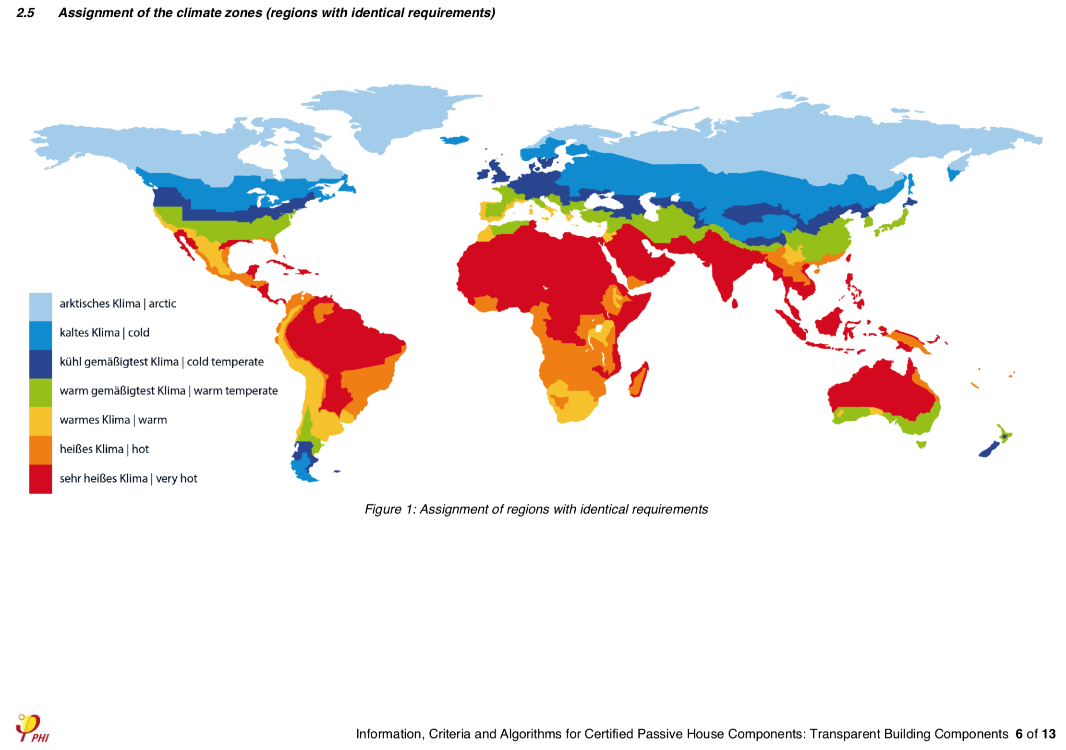 2.5 Assignment of the climate zones (regions with identical requirements)
arktisches Klima | arctic
kaltes Klima | cold
kühl gemäßigtest Klima | cold temperate
warm gemäßigtest Klima | warm temperate
warmes Klima | warm
heißes Klima | hot
sehr heißes Klima | very hot
Figure 1: Assignment of regions with identical requirements
PHI
Information, Criteria and Algorithms for Certified Passive House Components: Transparent Building Components 6 of 13